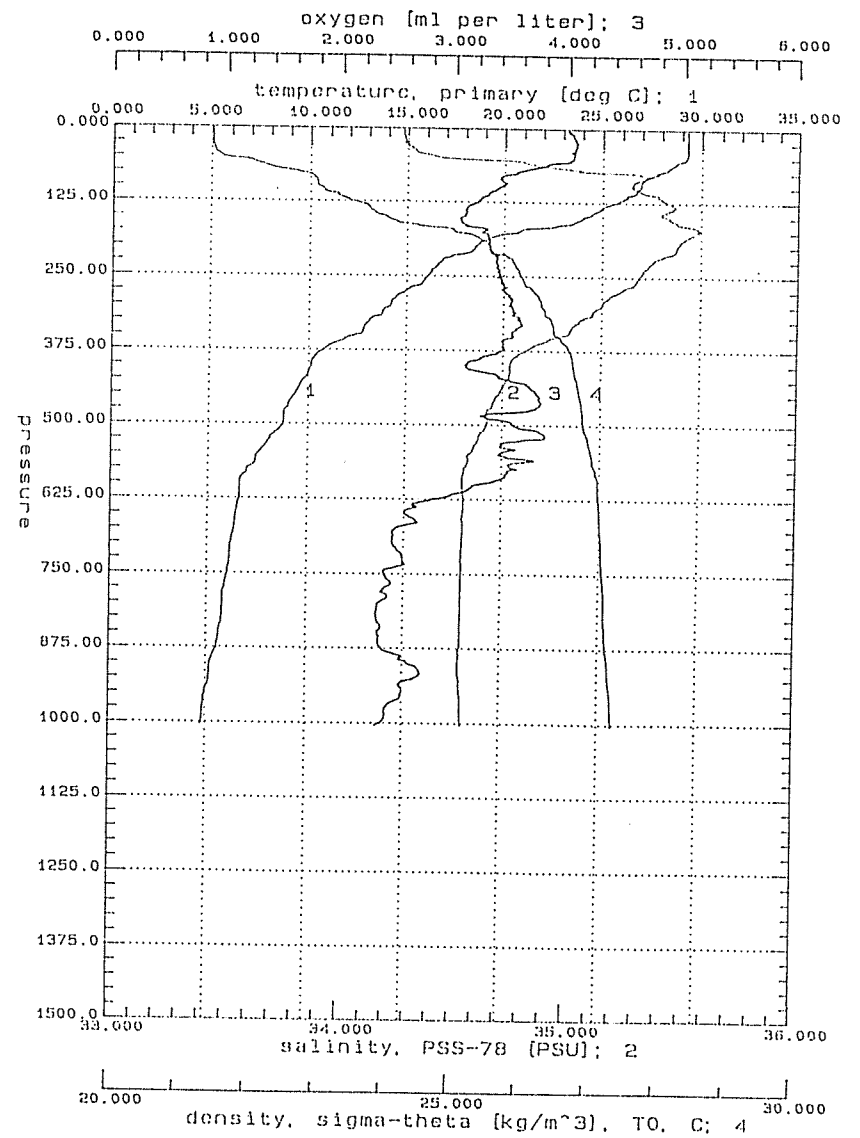 oxygen [ml per liter]; 3
0.000 1.000 2.000 3.000 4.000 5.000 6.000
temperature, primary [deg C]; 1
0.000 5.000 10.000 15.000 20.000 25.000 30.000 35.000
0.000
125.00
250.00
375.00
1 2 3 4
500.00
pressure
625.00
750.00
875.00
1000.0
1125.0
1250.0
1375.0
1500.0
33.000 34.000 35.000 36.000
salinity, PSS-78 [PSU]; 2
20.000 25.000 30.000
density, sigma-theta [kg/m^3], T0, C; 4